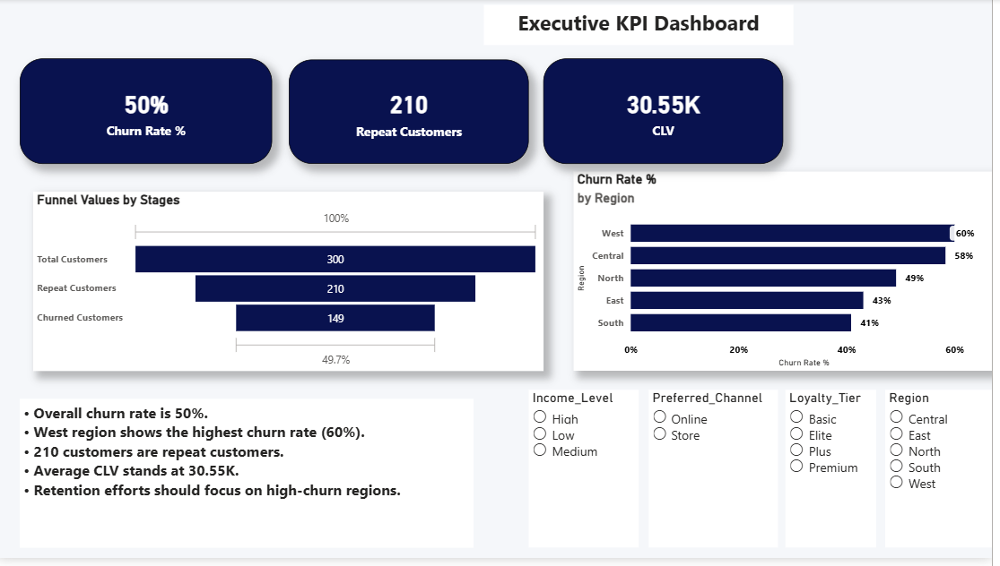 Executive KPI Dashboard
50%
Churn Rate %
210
Repeat Customers
30.55K
CLV
Funnel Values by Stages
100%
Total Customers 300
Repeat Customers 210
Churned Customers 149
49.7%
Churn Rate %
by Region
Region
West 60%
Central 58%
North 49%
East 43%
South 41%
0% 20% 40% 60%
Churn Rate %
• Overall churn rate is 50%.
• West region shows the highest churn rate (60%).
• 210 customers are repeat customers.
• Average CLV stands at 30.55K.
• Retention efforts should focus on high-churn regions.
Income_Level
High
Low
Medium
Preferred_Channel
Online
Store
Loyalty_Tier
Basic
Elite
Plus
Premium
Region
Central
East
North
South
West